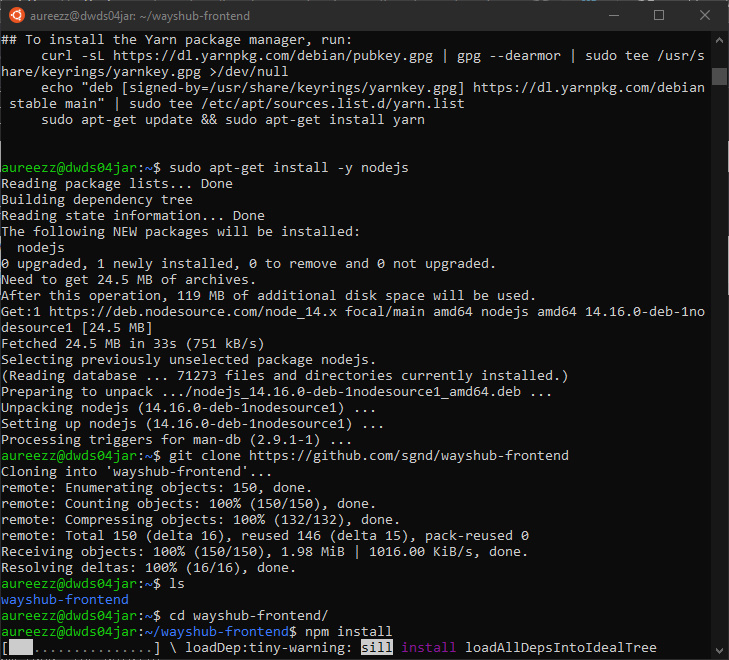 aureezz@dwds04jar: ~/wayshub-frontend
## To install the Yarn package manager, run:
     curl -sL https://dl.yarnpkg.com/debian/pubkey.gpg | gpg --dearmor | sudo tee /usr/s
hare/keyrings/yarnkey.gpg >/dev/null
     echo "deb [signed-by=/usr/share/keyrings/yarnkey.gpg] https://dl.yarnpkg.com/debian
 stable main" | sudo tee /etc/apt/sources.list.d/yarn.list
     sudo apt-get update && sudo apt-get install yarn
aureezz@dwds04jar:~$ sudo apt-get install -y nodejs
Reading package lists... Done
Building dependency tree
Reading state information... Done
The following NEW packages will be installed:
  nodejs
0 upgraded, 1 newly installed, 0 to remove and 0 not upgraded.
Need to get 24.5 MB of archives.
After this operation, 119 MB of additional disk space will be used.
Get:1 https://deb.nodesource.com/node_14.x focal/main amd64 nodejs amd64 14.16.0-deb-1no
desource1 [24.5 MB]
Fetched 24.5 MB in 33s (751 kB/s)
Selecting previously unselected package nodejs.
(Reading database ... 71273 files and directories currently installed.)
Preparing to unpack .../nodejs_14.16.0-deb-1nodesource1_amd64.deb ...
Unpacking nodejs (14.16.0-deb-1nodesource1) ...
Setting up nodejs (14.16.0-deb-1nodesource1) ...
Processing triggers for man-db (2.9.1-1) ...
aureezz@dwds04jar:~$ git clone https://github.com/sgnd/wayshub-frontend
Cloning into 'wayshub-frontend'...
remote: Enumerating objects: 150, done.
remote: Counting objects: 100% (150/150), done.
remote: Compressing objects: 100% (132/132), done.
remote: Total 150 (delta 16), reused 146 (delta 15), pack-reused 0
Receiving objects: 100% (150/150), 1.98 MiB | 1016.00 KiB/s, done.
Resolving deltas: 100% (16/16), done.
aureezz@dwds04jar:~$ ls
wayshub-frontend
aureezz@dwds04jar:~$ cd wayshub-frontend/
aureezz@dwds04jar:~/wayshub-frontend$ npm install
[   ...............] \ loadDep:tiny-warning: sill install loadAllDepsIntoIdealTree